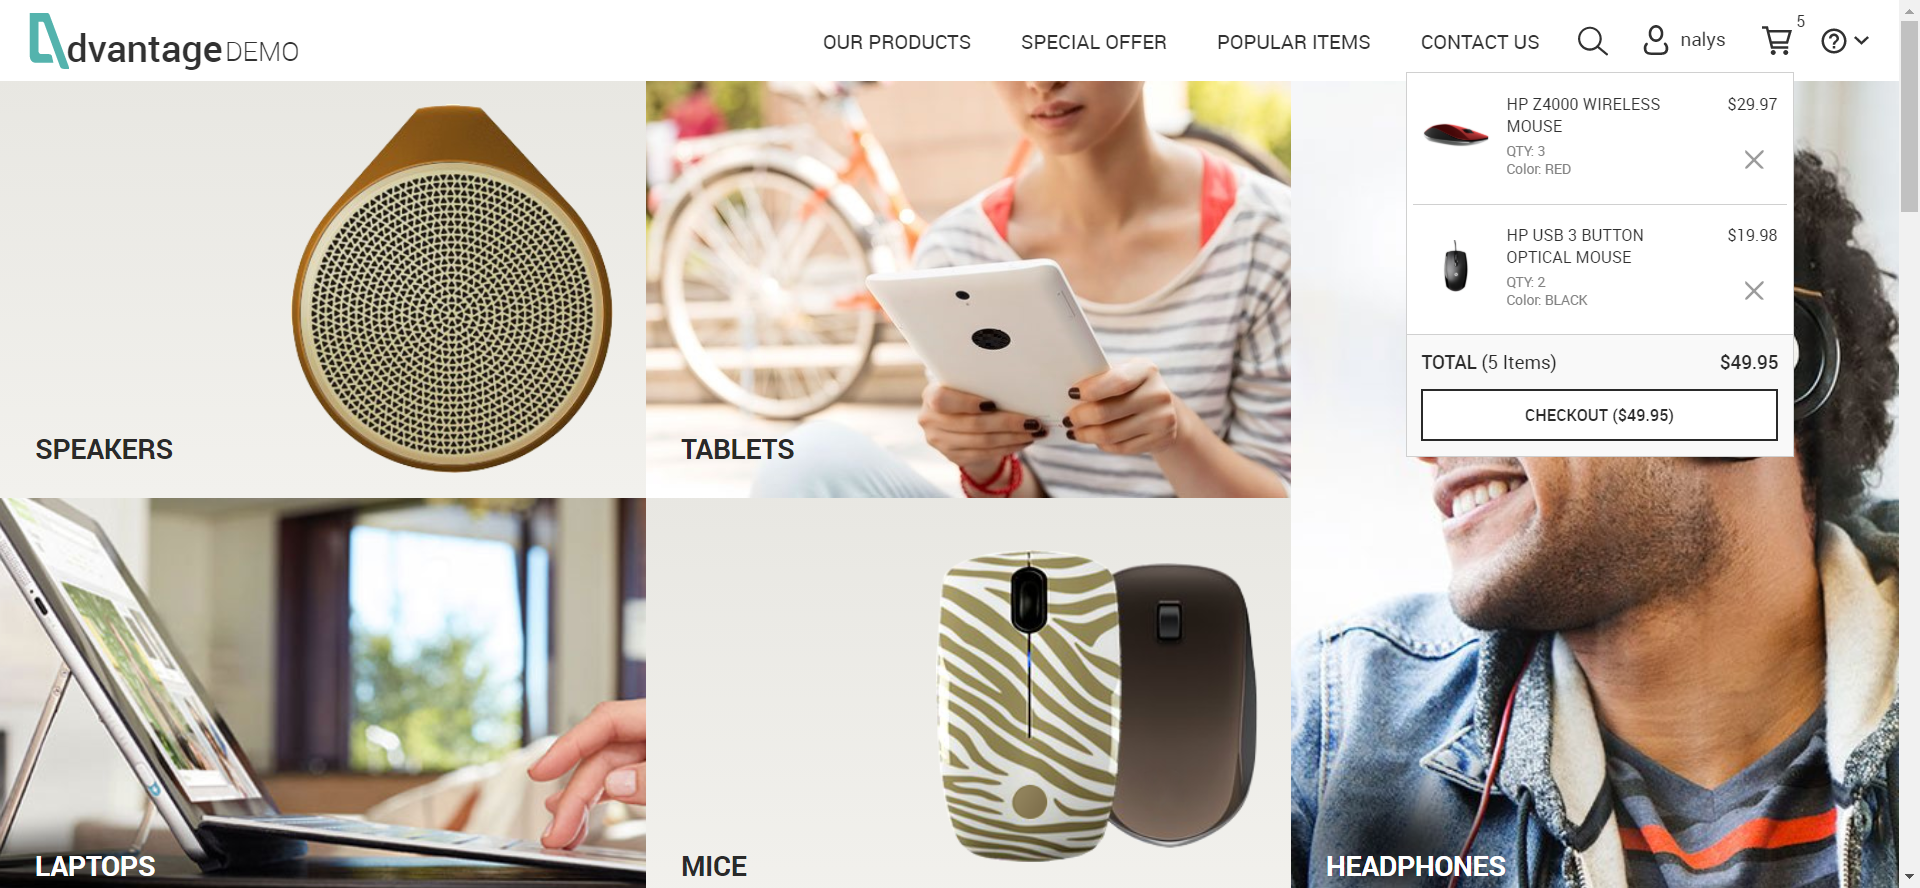 dvantage DEMO
OUR PRODUCTS
SPECIAL OFFER
POPULAR ITEMS
CONTACT US
nalys
5
HP Z4000 WIRELESS
MOUSE
$29.97
QTY: 3
Color: RED
HP USB 3 BUTTON
OPTICAL MOUSE
$19.98
QTY: 2
Color: BLACK
TOTAL (5 Items)
$49.95
CHECKOUT ($49.95)
SPEAKERS
TABLETS
LAPTOPS
MICE
HEADPHONES